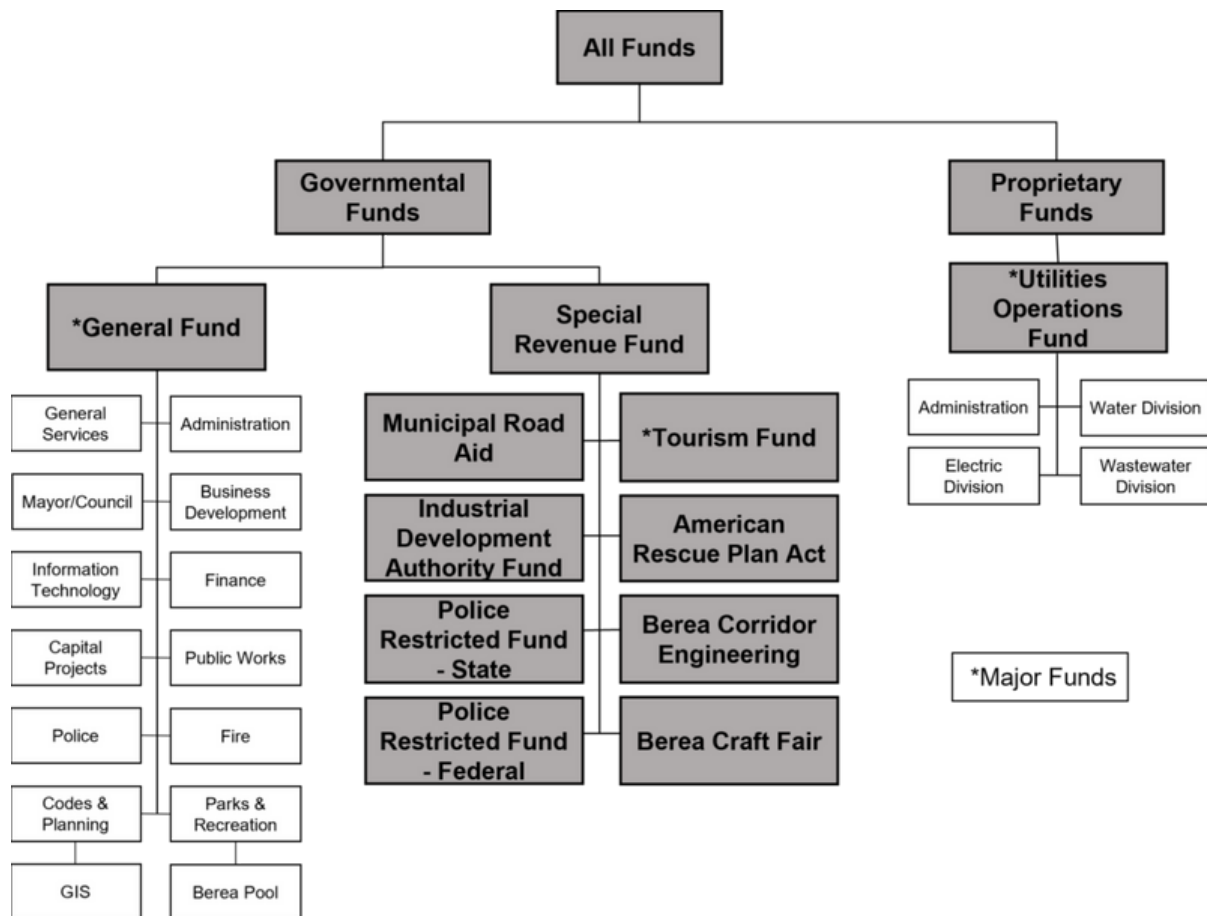 All Funds
Governmental
Funds
Proprietary
Funds
*General Fund
Special
Revenue Fund
*Utilities
Operations
Fund
General
Services
Administration
Mayor/Council
Business
Development
Information
Technology
Finance
Capital
Projects
Public Works
Police
Fire
Codes &
Planning
Parks &
Recreation
GIS
Berea Pool
Municipal Road
Aid
*Tourism Fund
Industrial
Development
Authority Fund
American
Rescue Plan Act
Police
Restricted Fund
- State
Berea Corridor
Engineering
Police
Restricted Fund
- Federal
Berea Craft Fair
Administration
Water Division
Electric
Division
Wastewater
Division
*Major Funds